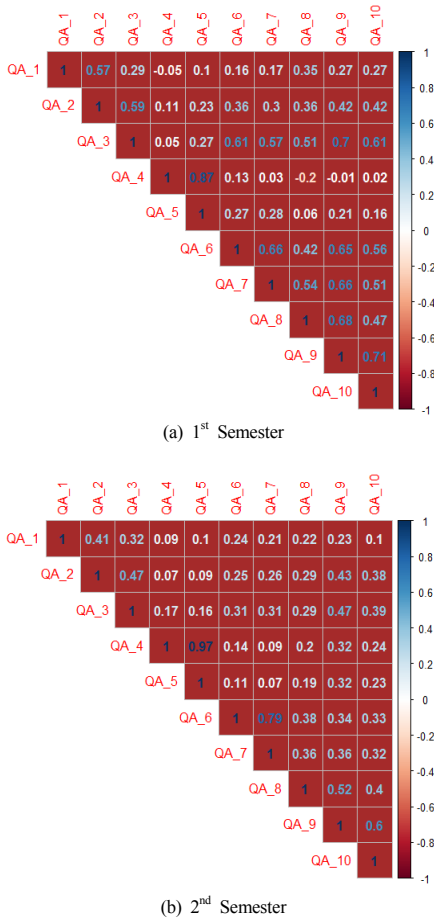 QA_1 QA_2 QA_3 QA_4 QA_5 QA_6 QA_7 QA_8 QA_9 QA_10
QA_1 1 0.57 0.29 -0.05 0.1 0.16 0.17 0.35 0.27 0.27
QA_2 1 0.59 0.11 0.23 0.36 0.3 0.36 0.42 0.42
QA_3 1 0.05 0.27 0.61 0.57 0.51 0.7 0.61
QA_4 1 0.87 0.13 0.03 -0.2 -0.01 0.02
QA_5 1 0.27 0.28 0.06 0.21 0.16
QA_6 1 0.66 0.42 0.65 0.56
QA_7 1 0.54 0.66 0.51
QA_8 1 0.68 0.47
QA_9 1 0.71
QA_10 1
1
0.8
0.6
0.4
0.2
0
-0.2
-0.4
-0.6
-0.8
-1
(a) 1st Semester
QA_1 QA_2 QA_3 QA_4 QA_5 QA_6 QA_7 QA_8 QA_9 QA_10
QA_1 1 0.41 0.32 0.09 0.1 0.24 0.21 0.22 0.23 0.1
QA_2 1 0.47 0.07 0.09 0.25 0.26 0.29 0.43 0.38
QA_3 1 0.17 0.16 0.31 0.31 0.29 0.47 0.39
QA_4 1 0.97 0.14 0.09 0.2 0.32 0.24
QA_5 1 0.11 0.07 0.19 0.32 0.23
QA_6 1 0.79 0.38 0.34 0.33
QA_7 1 0.36 0.36 0.32
QA_8 1 0.52 0.4
QA_9 1 0.6
QA_10 1
1
0.8
0.6
0.4
0.2
0
-0.2
-0.4
-0.6
-0.8
-1
(b) 2nd Semester